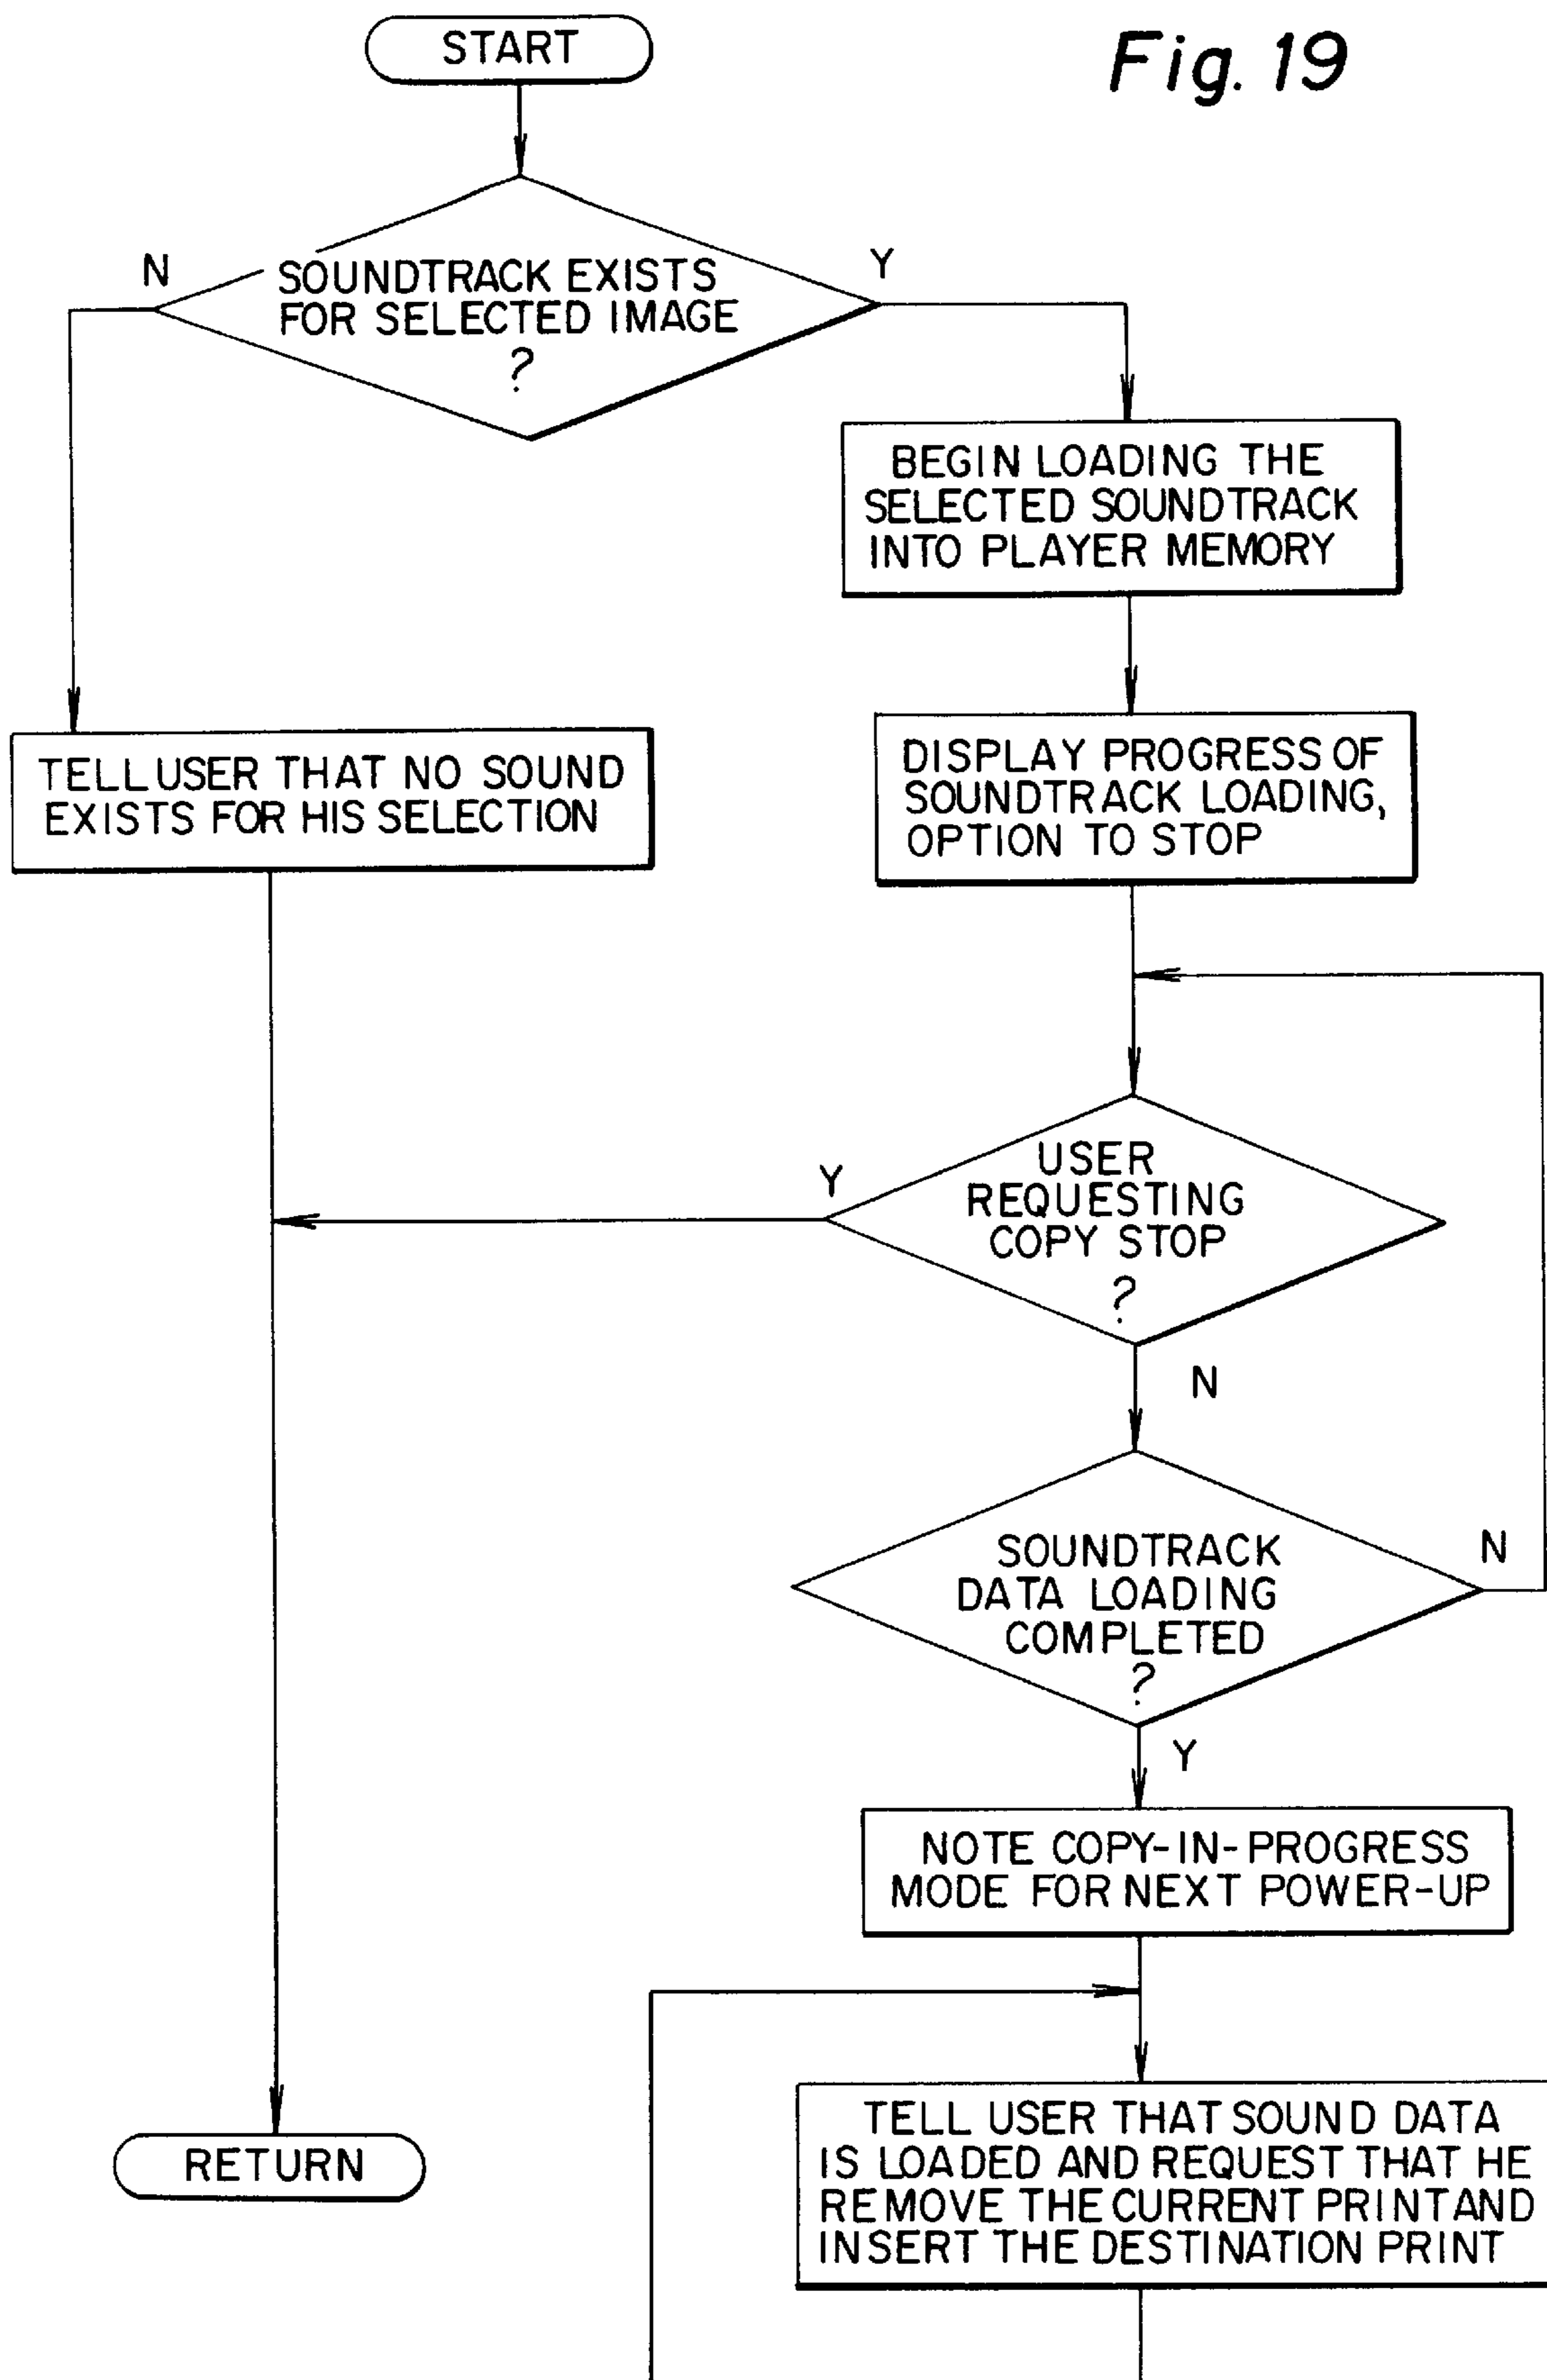 START
Fig. 19
N
SOUNDTRACK EXISTS
FOR SELECTED IMAGE
?
Y
BEGIN LOADING THE
SELECTED SOUNDTRACK
INTO PLAYER MEMORY
TELL USER THAT NO SOUND
EXISTS FOR HIS SELECTION
DISPLAY PROGRESS OF
SOUNDTRACK LOADING,
OPTION TO STOP
Y
USER
REQUESTING
COPY STOP
?
N
SOUNDTRACK
DATA LOADING
COMPLETED
?
N
Y
NOTE COPY-IN-PROGRESS
MODE FOR NEXT POWER-UP
TELL USER THAT SOUND DATA
IS LOADED AND REQUEST THAT HE
REMOVE THE CURRENT PRINT AND
INSERT THE DESTINATION PRINT
RETURN